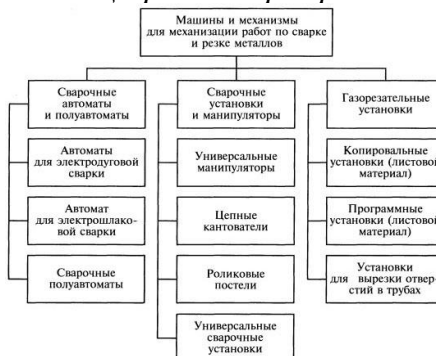 Машины и механизмы
для механизации работ по сварке
и резке металлов
Сварочные
автоматы
и полуавтоматы
Автоматы
для электродуговой
сварки
Автомат
для электрошлако-
вой сварки
Сварочные
полуавтоматы
Сварочные
установки
и манипуляторы
Универсальные
манипуляторы
Цепные
кантователи
Роликовые
постели
Универсальные
сварочные
установки
Газорезательные
установки
Копировальные
установки (листовой
материал)
Программные
установки (листовой
материал)
Установки
для вырезки отвер-
стий в трубах